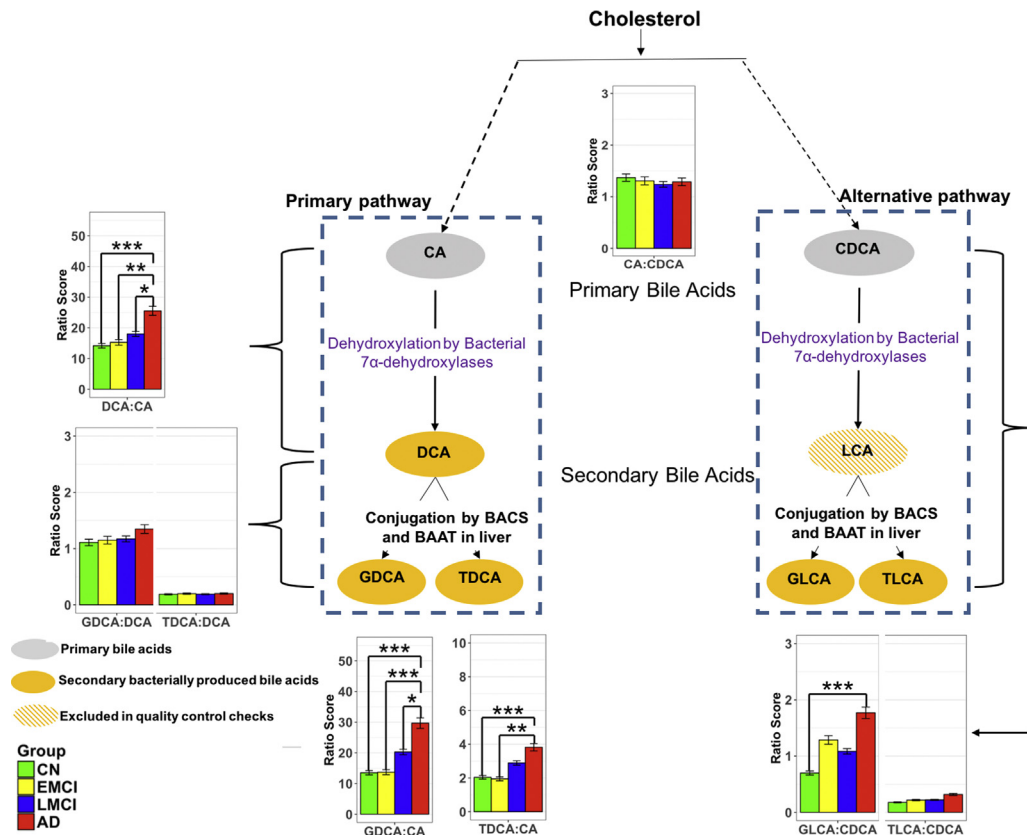 Cholesterol
3
2
1
0
Ratio Score
CA:CDCA
Primary pathway
Alternative pathway
50
40
30
20
10
0
Ratio Score
***
**
*
DCA:CA
CA
CDCA
Primary Bile Acids
Dehydroxylation by Bacterial
7α-dehydroxylases
Dehydroxylation by Bacterial
7α-dehydroxylases
3
2
1
0
Ratio Score
GDCA:DCA
TDCA:DCA
DCA
LCA
Secondary Bile Acids
Conjugation by BACS
and BAAT in liver
Conjugation by BACS
and BAAT in liver
GDCA
TDCA
GLCA
TLCA
Primary bile acids
Secondary bacterially produced bile acids
Excluded in quality control checks
Group
CN
EMCI
LMCI
AD
50
40
30
20
10
0
Ratio Score
***
***
*
GDCA:CA
10
8
6
4
2
0
Ratio Score
***
**
TDCA:CA
3
2
1
0
Ratio Score
***
GLCA:CDCA
TLCA:CDCA